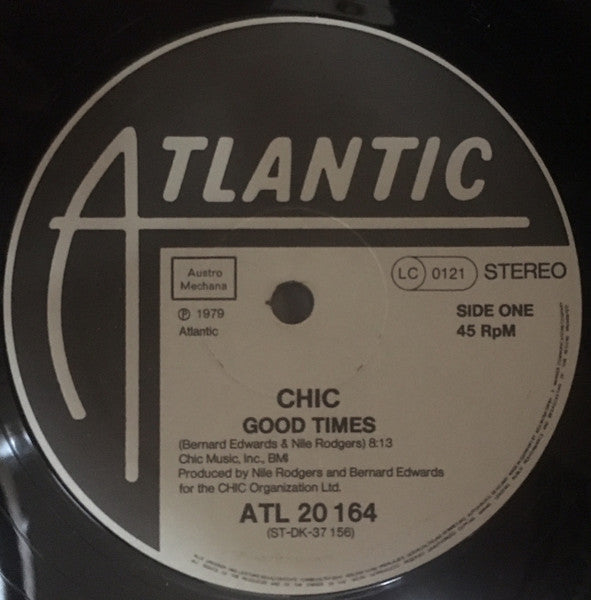 ATLANTIC
Austro
Mechana
LC 0121 STEREO
℗ 1979
Atlantic
SIDE ONE
45 RpM
CHIC
GOOD TIMES
(Bernard Edwards & Nile Rodgers) 8:13
Chic Music, Inc., BMI
Produced by Nile Rodgers and Bernard Edwards
for the CHIC Organization Ltd.
ATL 20 164
(ST-DK-37 156)